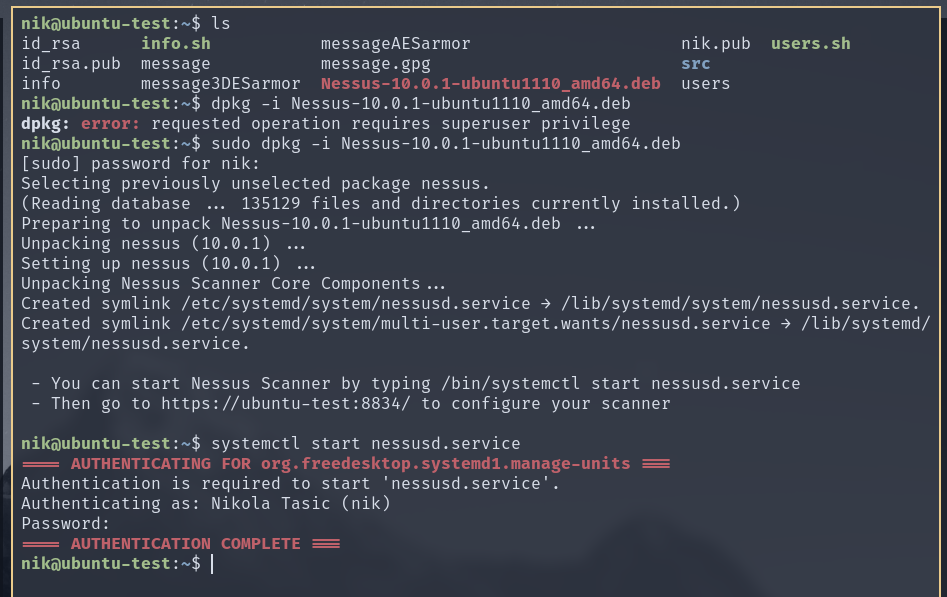 nik@ubuntu-test:~$ ls
id_rsa      info.sh           messageAESarmor                     nik.pub  users.sh
id_rsa.pub  message           message.gpg                         src
info        message3DESarmor  Nessus-10.0.1-ubuntu1110_amd64.deb  users
nik@ubuntu-test:~$ dpkg -i Nessus-10.0.1-ubuntu1110_amd64.deb
dpkg: error: requested operation requires superuser privilege
nik@ubuntu-test:~$ sudo dpkg -i Nessus-10.0.1-ubuntu1110_amd64.deb
[sudo] password for nik:
Selecting previously unselected package nessus.
(Reading database ... 135129 files and directories currently installed.)
Preparing to unpack Nessus-10.0.1-ubuntu1110_amd64.deb ...
Unpacking nessus (10.0.1) ...
Setting up nessus (10.0.1) ...
Unpacking Nessus Scanner Core Components...
Created symlink /etc/systemd/system/nessusd.service → /lib/systemd/system/nessusd.service.
Created symlink /etc/systemd/system/multi-user.target.wants/nessusd.service → /lib/systemd/
system/nessusd.service.
 - You can start Nessus Scanner by typing /bin/systemctl start nessusd.service
 - Then go to https://ubuntu-test:8834/ to configure your scanner
nik@ubuntu-test:~$ systemctl start nessusd.service
==== AUTHENTICATING FOR org.freedesktop.systemd1.manage-units ===
Authentication is required to start 'nessusd.service'.
Authenticating as: Nikola Tasic (nik)
Password:
==== AUTHENTICATION COMPLETE ===
nik@ubuntu-test:~$